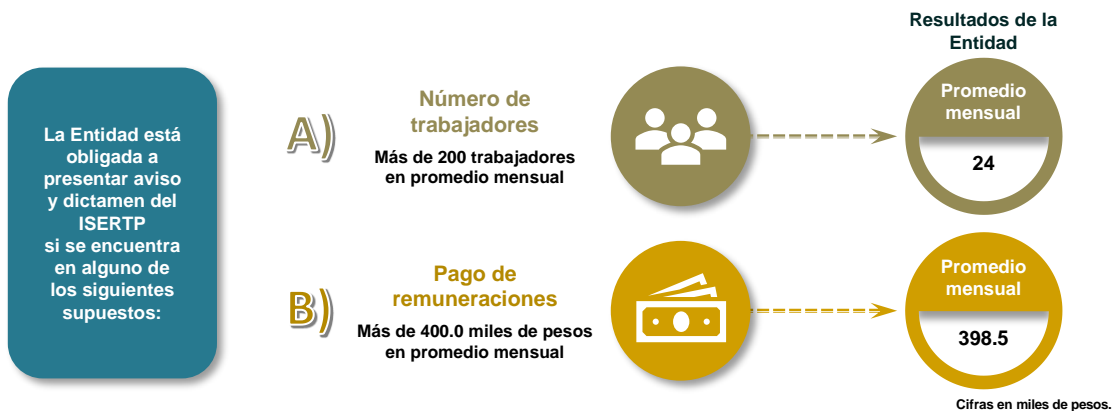 La Entidad está
obligada a
presentar aviso
y dictamen del
ISERTP
si se encuentra
en alguno de
los siguientes
supuestos:
A)
Número de
trabajadores
Más de 200 trabajadores
en promedio mensual
Resultados de la
Entidad
Promedio
mensual
24
B)
Pago de
remuneraciones
Más de 400.0 miles de pesos
en promedio mensual
Promedio
mensual
398.5
Cifras en miles de pesos.